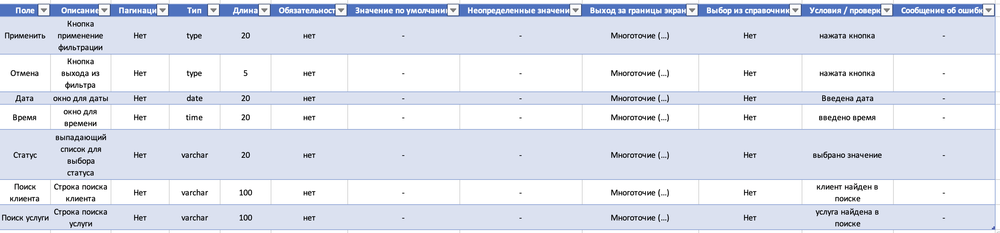 Поле Описание Пагинаци Тип Длина Обязательност Значение по умолчани Неопределенные значени Выход за границы экран Выбор из справочник Условия / проверк Сообщение об ошибк
Кнопка
Применить применение Нет type 20 нет - - Многоточие (...) Нет нажата кнопка -
фильтрации
Кнопка
Отмена выхода из Нет type 5 нет - - Многоточие (...) Нет нажата кнопка -
фильтра
Дата окно для даты Нет date 20 нет - - Многоточие (...) Нет Введена дата -
окно для
Время Нет time 20 нет - - Многоточие (...) Нет введено время -
времени
выпадающий
список для
Статус Нет varchar 20 нет - - Многоточие (...) Нет выбрано значение -
выбора
статуса
Поиск Строка поиска клиент найден в
Нет varchar 100 нет - - Многоточие (...) Нет -
клиента клиента поиске
Строка поиска услуга найдена в
Поиск услуги Нет varchar 100 нет - - Многоточие (...) Нет -
услуги поиске